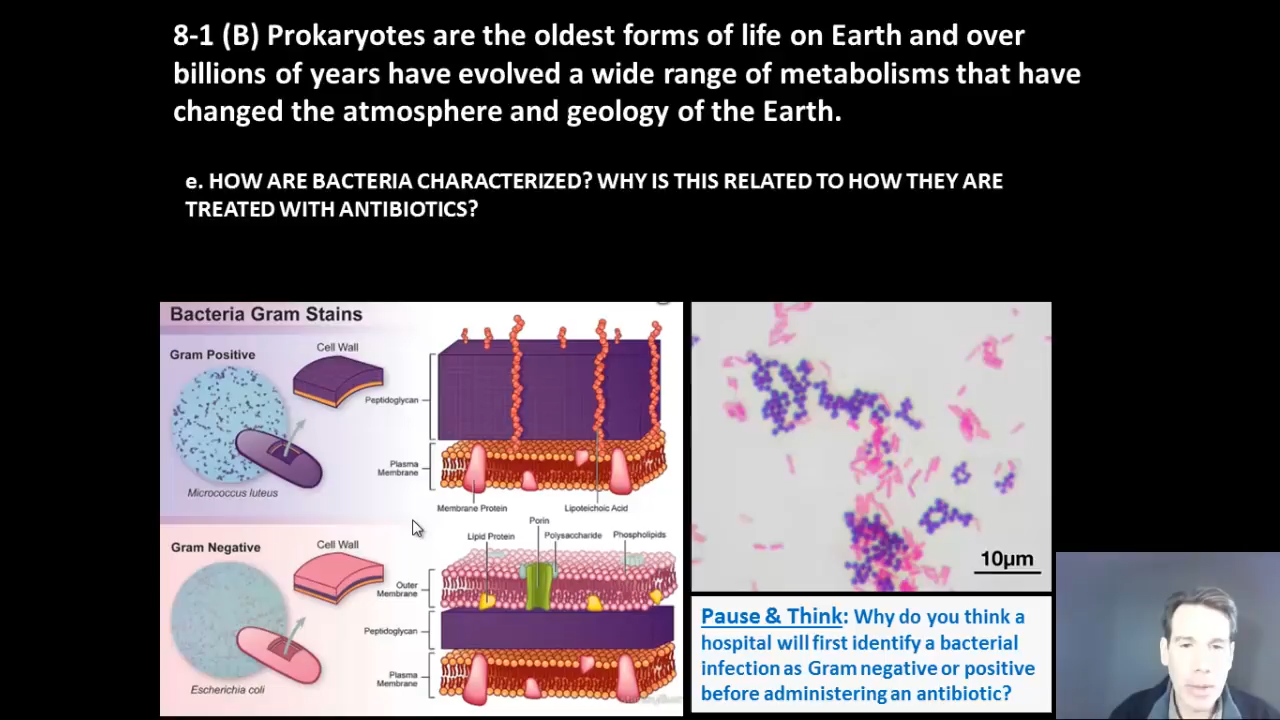 8-1 (B) Prokaryotes are the oldest forms of life on Earth and over
billions of years have evolved a wide range of metabolisms that have
changed the atmosphere and geology of the Earth.
e. HOW ARE BACTERIA CHARACTERIZED? WHY IS THIS RELATED TO HOW THEY ARE
TREATED WITH ANTIBIOTICS?
Bacteria Gram Stains
Gram Positive
Cell Wall
Peptidoglycan
Plasma
Membrane
Micrococcus luteus
Membrane Protein
Lipoteichoic Acid
Gram Negative
Cell Wall
Lipid Protein
Porin
Polysaccharide
Phospholipids
Outer
Membrane
Peptidoglycan
Plasma
Membrane
Escherichia coli
10μm
Pause & Think: Why do you think a
hospital will first identify a bacterial
infection as Gram negative or positive
before administering an antibiotic?